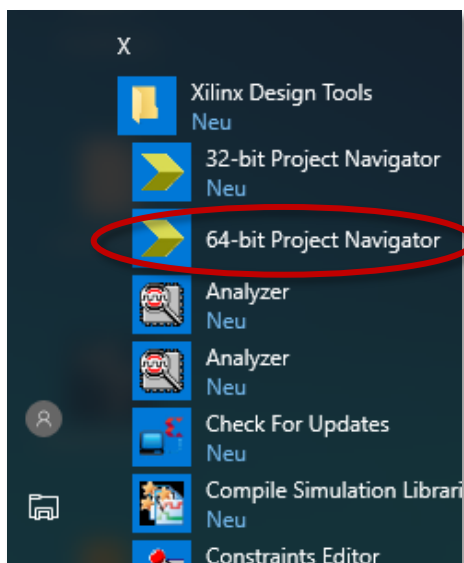 X
Xilinx Design Tools
Neu
32-bit Project Navigator
Neu
64-bit Project Navigator
Analyzer
Neu
Analyzer
Neu
Check For Updates
Neu
Compile Simulation Librari
Neu
Constraints Editor